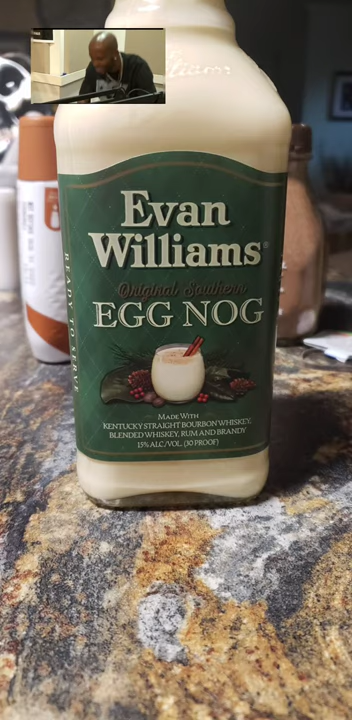 Williams
Evan
Williams®
Original Southern
EGG NOG
READY TO SERVE
MADE WITH
KENTUCKY STRAIGHT BOURBON WHISKEY,
BLENDED WHISKEY, RUM AND BRANDY
15% ALC/VOL. (30 PROOF)